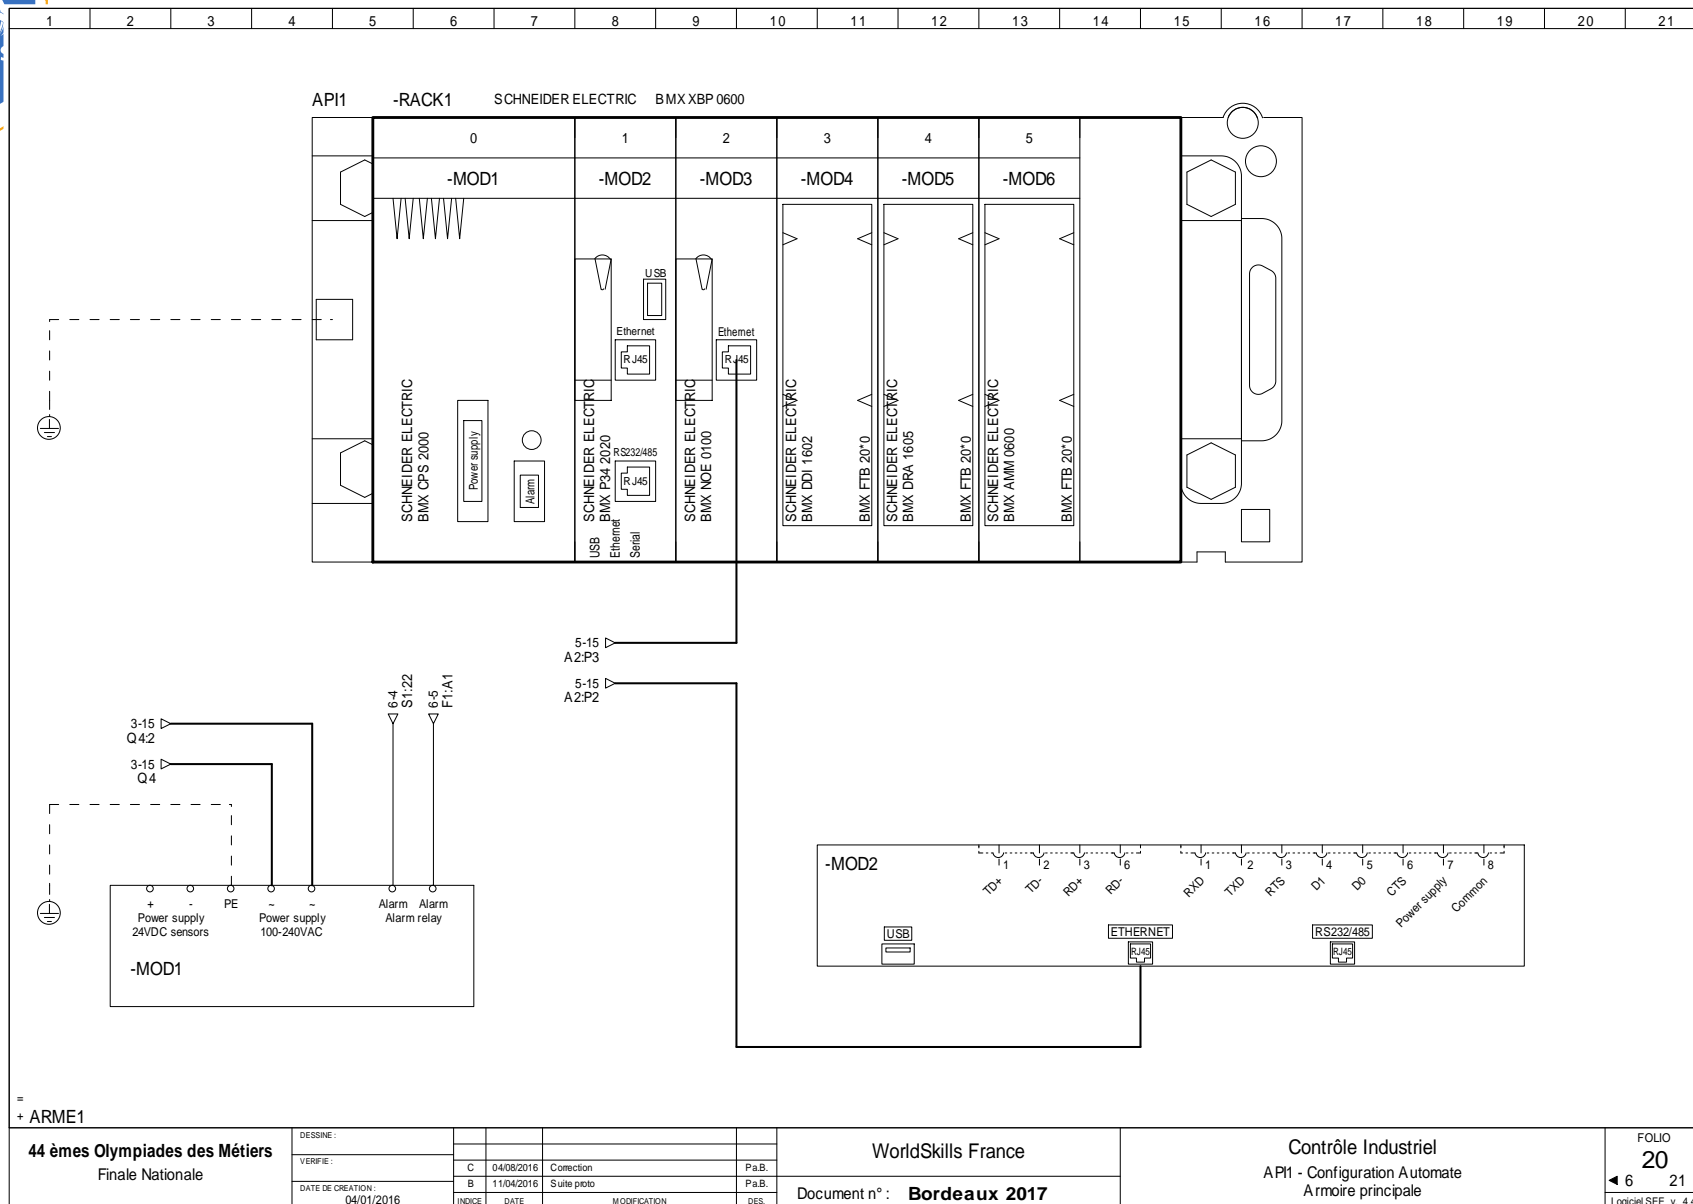 1 2 3 4 5 6 7 8 9 10 11 12 13 14 15 16 17 18 19 20 21
API1 -RACK1 SCHNEIDER ELECTRIC BMX XBP 0600
0 1 2 3 4 5
-MOD1 -MOD2 -MOD3 -MOD4 -MOD5 -MOD6
USB
Ethernet
RJ45
Ethernet
RJ45
RS232/485
RJ45
SCHNEIDER ELECTRIC
BMX CPS 2000
Power supply
Alarm
SCHNEIDER ELECTRIC
BMX P34 2020
USB
Ethernet
Serial
SCHNEIDER ELECTRIC
BMX NOE 0100
SCHNEIDER ELECTRIC
BMX DDI 1602
BMX FTB 20*0
SCHNEIDER ELECTRIC
BMX DRA 1605
BMX FTB 20*0
SCHNEIDER ELECTRIC
BMX AMM 0600
BMX FTB 20*0
5-15
A2:P3
5-15
A2:P2
6-4
S1:22
6-5
F1:A1
3-15
Q4:2
3-15
Q4
+ - PE ~ ~ Alarm Alarm
Power supply
24VDC sensors
Power supply
100-240VAC
Alarm relay
-MOD1
-MOD2
1 2 3 6 1 2 3 4 5 6 7 8
TD+ TD- RD+ RD- RXD TXD RTS D1 D0 CTS Power supply Common
USB ETHERNET RS232/485
RJ45 RJ45
=
+ ARME1
44 èmes Olympiades des Métiers
Finale Nationale
DESSINE :
VERIFIE :
DATE DE CREATION :
04/01/2016
C 04/08/2016 Correction Pa.B.
B 11/04/2016 Suite proto Pa.B.
INDICE DATE MODIFICATION DES.
WorldSkills France
Document n° : Bordeaux 2017
Contrôle Industriel
API1 - Configuration Automate
Armoire principale
FOLIO
20
◄ 6 21